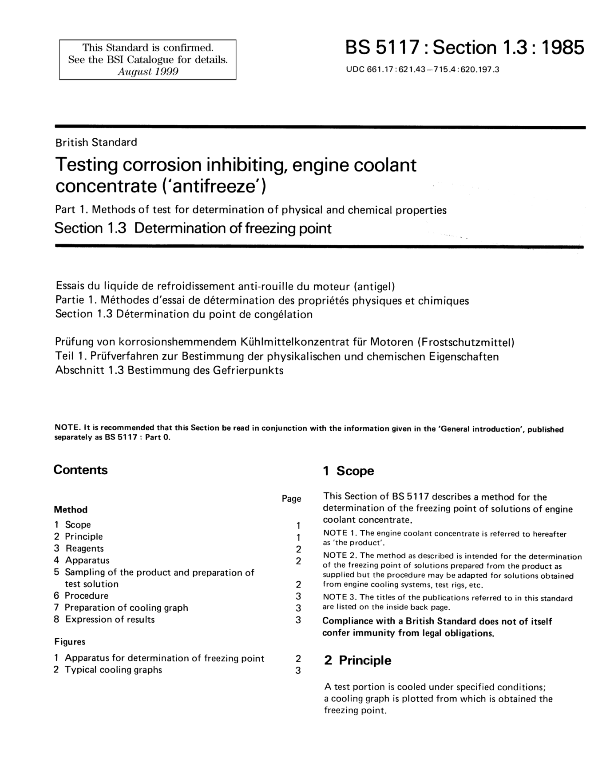 This Standard is confirmed.
See the BSI Catalogue for details.
August 1999
BS 5117 : Section 1.3 : 1985
UDC 661.17 : 621.43—715.4 : 620.197.3
British Standard
Testing corrosion inhibiting, engine coolant
concentrate (‘antifreeze’)
Part 1. Methods of test for determination of physical and chemical properties
Section 1.3 Determination of freezing point
Essais du liquide de refroidissement anti-rouille du moteur (antigel)
Partie 1. Méthodes d’essai de détermination des propriétés physiques et chimiques
Section 1.3 Détermination du point de congélation
Prüfung von korrosionshemmendem Kühlmittelkonzentrat für Motoren (Frostschutzmittel)
Teil 1. Prüfverfahren zur Bestimmung der physikalischen und chemischen Eigenschaften
Abschnitt 1.3 Bestimmung des Gefrierpunkts
NOTE. It is recommended that this Section be read in conjunction with the information given in the ‘General introduction’, published
separately as BS 5117 : Part 0.
Contents
Page
Method
1 Scope 1
2 Principle 1
3 Reagents 2
4 Apparatus 2
5 Sampling of the product and preparation of
test solution 2
6 Procedure 3
7 Preparation of cooling graph 3
8 Expression of results 3
Figures
1 Apparatus for determination of freezing point 2
2 Typical cooling graphs 3
1 Scope
This Section of BS 5117 describes a method for the
determination of the freezing point of solutions of engine
coolant concentrate.
NOTE 1. The engine coolant concentrate is referred to hereafter
as ‘the product’.
NOTE 2. The method as described is intended for the determination
of the freezing point of solutions prepared from the product as
supplied but the procedure may be adapted for solutions obtained
from engine cooling systems, test rigs, etc.
NOTE 3. The titles of the publications referred to in this standard
are listed on the inside back page.
Compliance with a British Standard does not of itself
confer immunity from legal obligations.
2 Principle
A test portion is cooled under specified conditions;
a cooling graph is plotted from which is obtained the
freezing point.